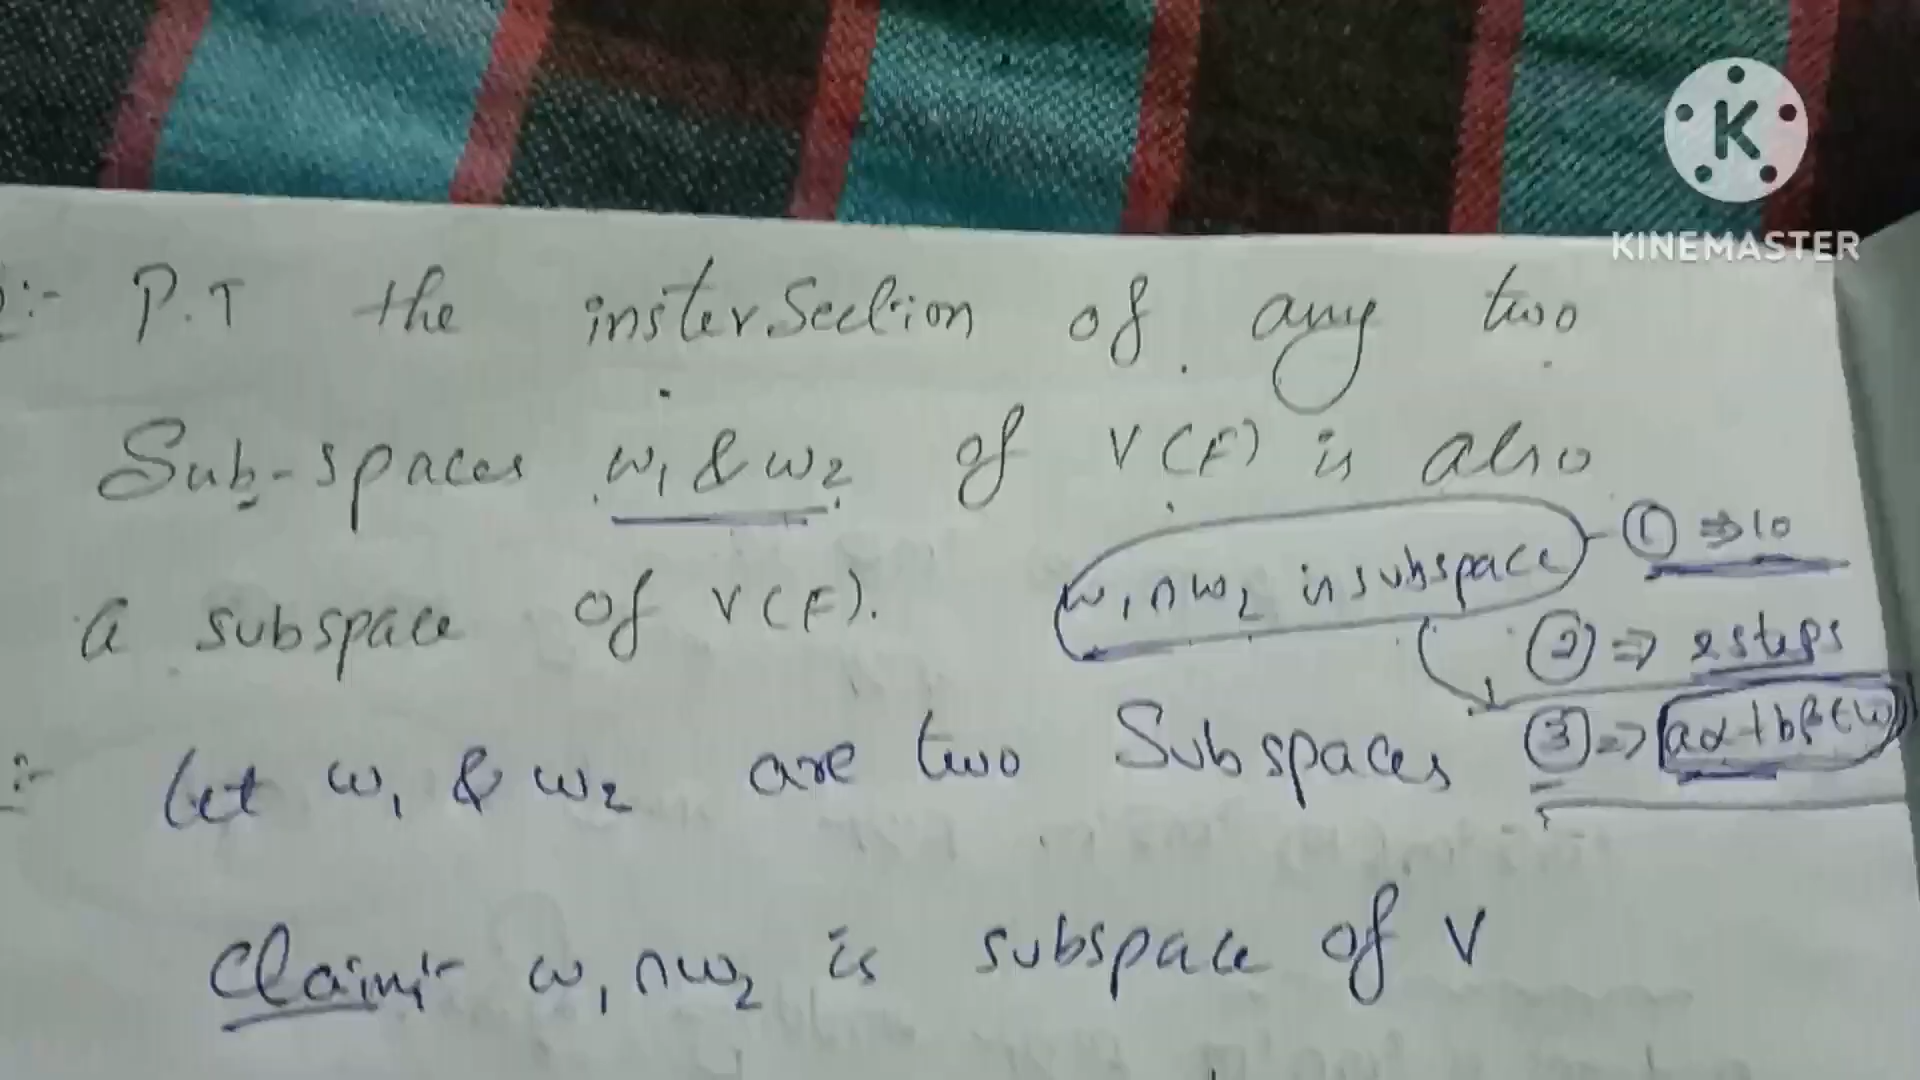 K
KINEMASTER
:- P.T the instersection of any two
Sub-spaces w₁ & w₂ of V(F) is also
a subspace of V(F).
w₁ ∩ w₂ is subspace - ① ⇒ 10
② ⇒ 2 steps
③ ⇒ aα+bβ∈W
:- Let w₁ & w₂ are two Subspaces
Claim:- w₁ ∩ w₂ is subspace of V